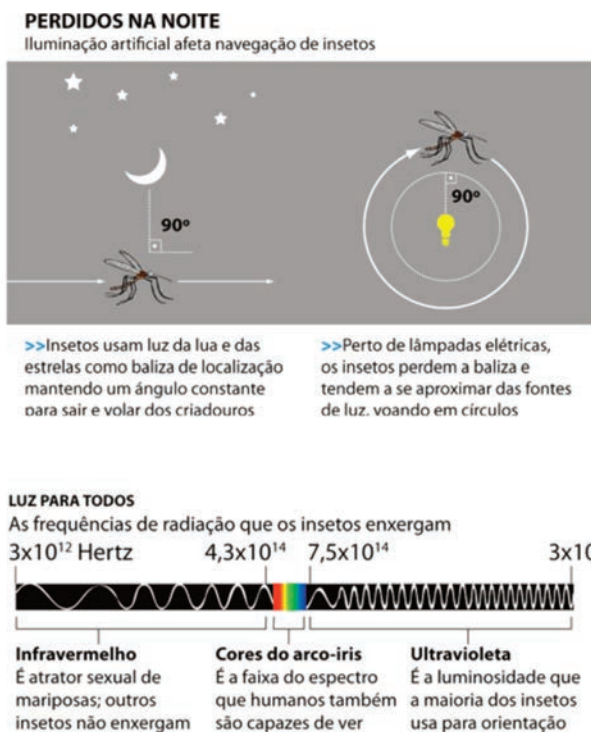 PERDIDOS NA NOITE
Iluminação artificial afeta navegação de insetos
90º
90º
>>Insetos usam luz da lua e das
estrelas como baliza de localização
mantendo um ángulo constante
para sair e volar dos criadouros
>>Perto de lâmpadas elétricas,
os insetos perdem a baliza e
tendem a se aproximar das fontes
de luz, voando em círculos
LUZ PARA TODOS
As frequências de radiação que os insetos enxergam
3x10¹² Hertz 4,3x10¹⁴ 7,5x10¹⁴ 3x10
Infravermelho
É atrator sexual de
mariposas; outros
insetos não enxergam
Cores do arco-iris
É a faixa do espectro
que humanos também
são capazes de ver
Ultravioleta
É a luminosidade que
a maioria dos insetos
usa para orientação